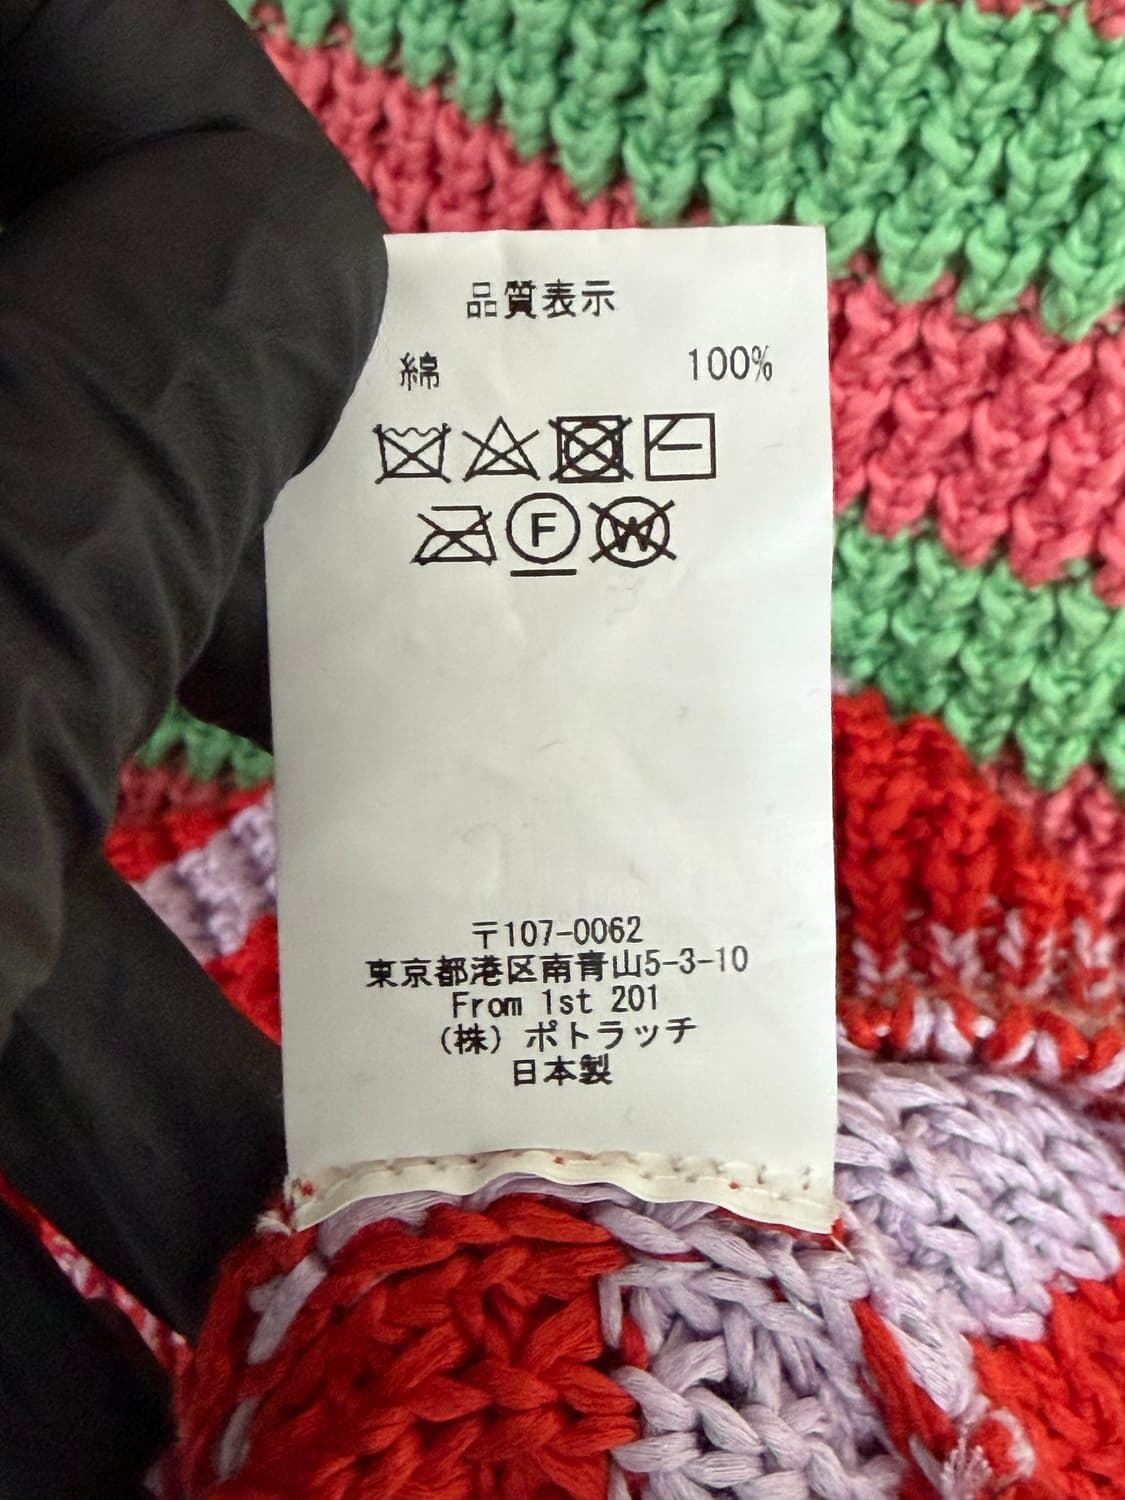 品質表示
綿 100%
F
W
〒107-0062
東京都港区南青山5-3-10
From 1st 201
(株) ポトラッチ
日本製